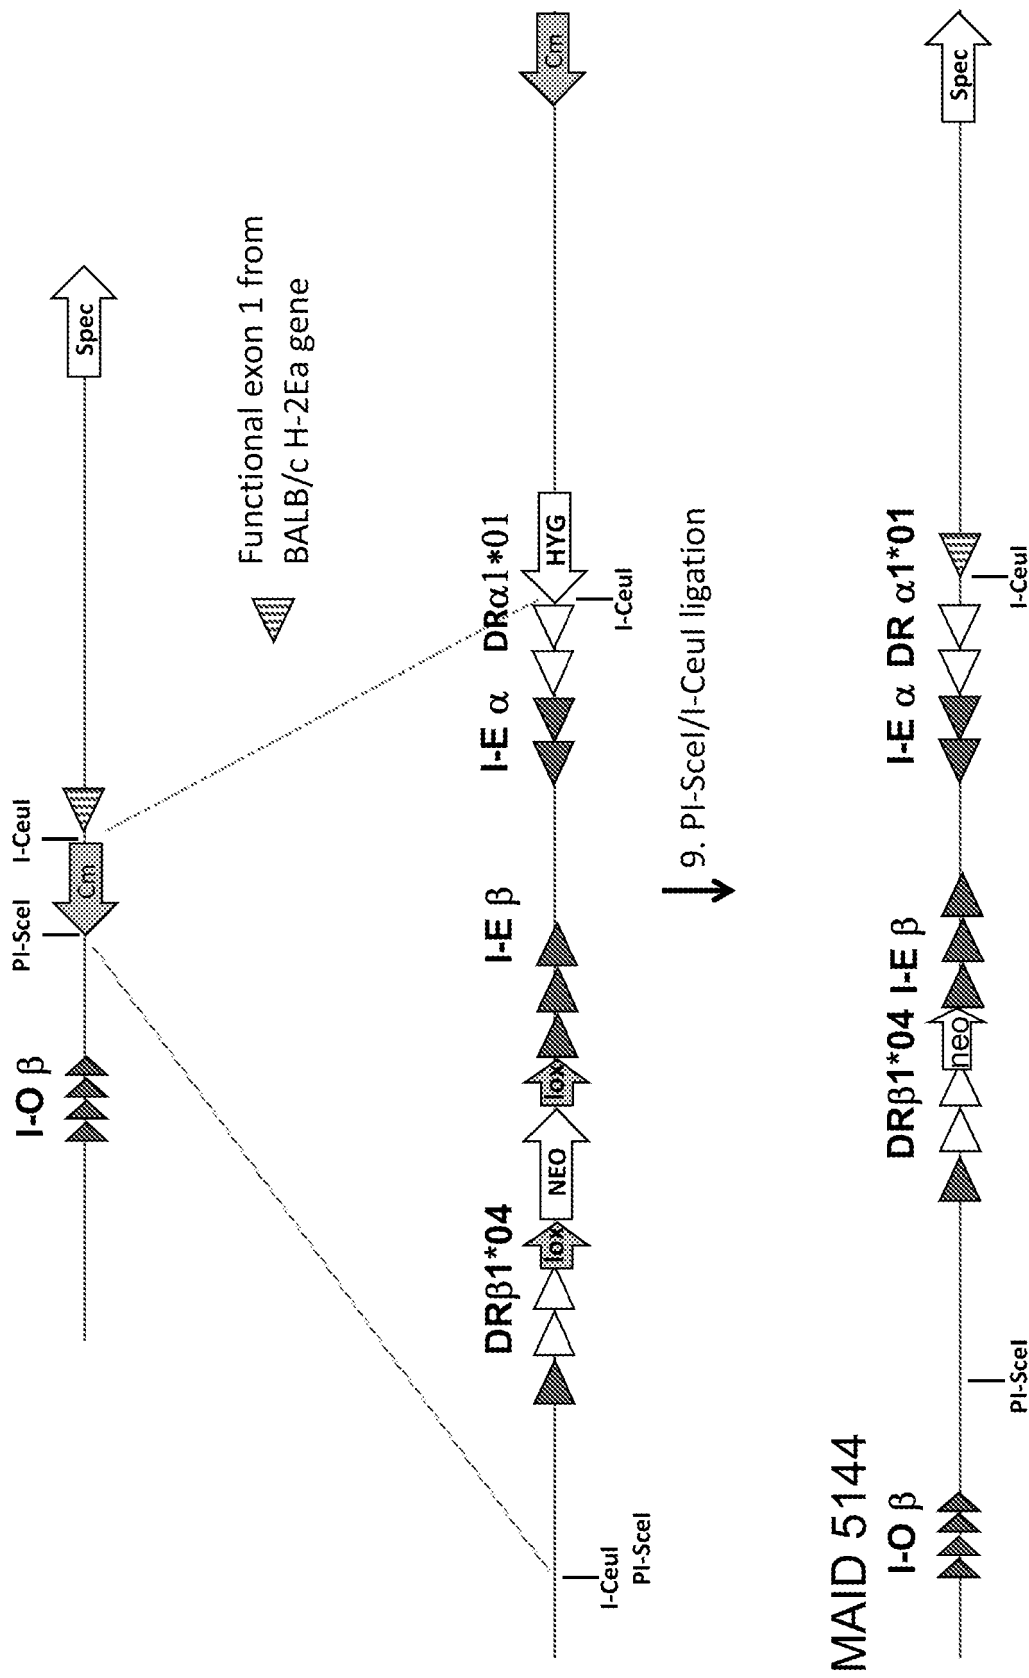 I-O β
PI-SceI
I-CeuI
Cm
Spec
Functional exon 1 from
BALB/c H-2Ea gene
DRβ1*04
I-E β
I-E α DRα1*01
lox
NEO
lox
HYG
Cm
I-CeuI
PI-SceI
I-CeuI
9. PI-SceI/I-CeuI ligation
MAID 5144
I-O β
DRβ1*04 I-E β
I-E α DR α1*01
neo
Spec
PI-SceI
I-CeuI